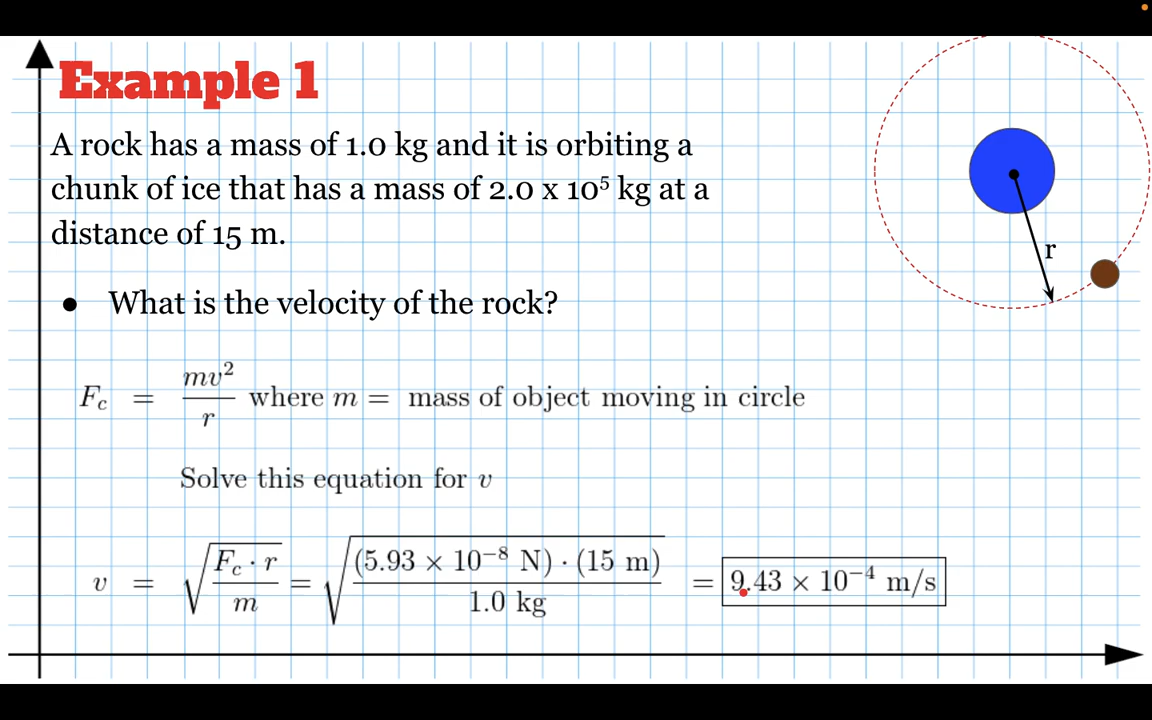 Example 1
A rock has a mass of 1.0 kg and it is orbiting a
chunk of ice that has a mass of 2.0 x 10⁵ kg at a
distance of 15 m.
● What is the velocity of the rock?
r
F_c = mv²/r where m = mass of object moving in circle
Solve this equation for v
v = √(F_c · r / m) = √((5.93 × 10⁻⁸ N) · (15 m) / 1.0 kg) = 9.43 × 10⁻⁴ m/s